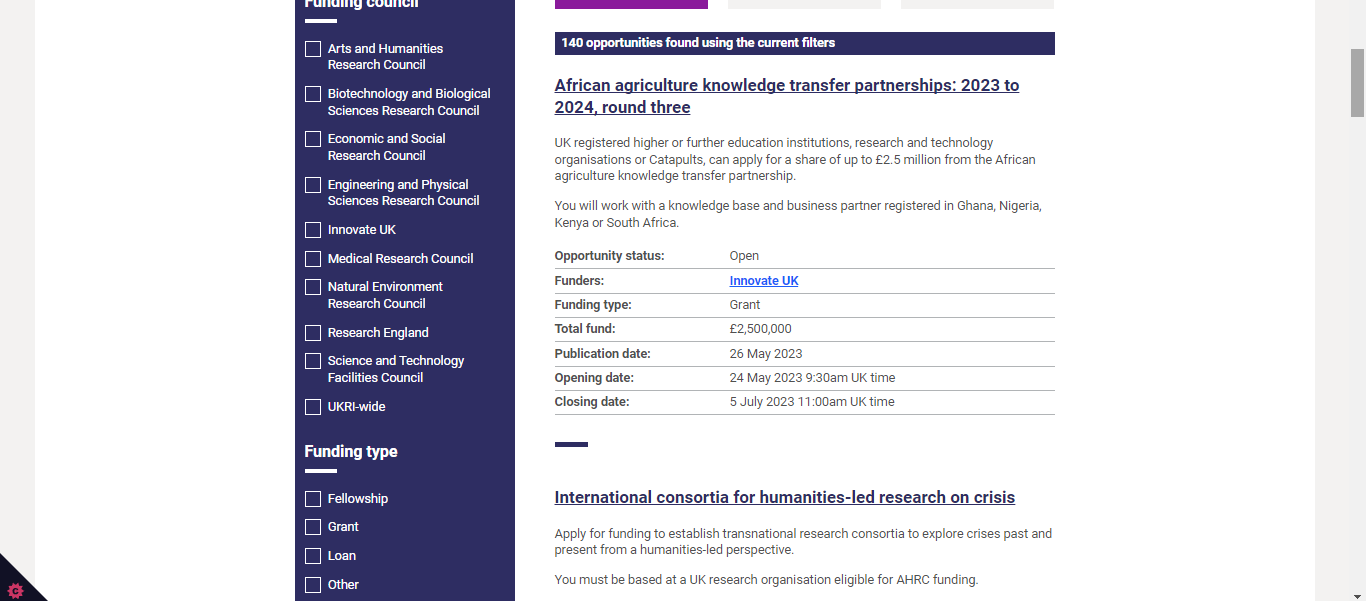 Funding council
Arts and Humanities
Research Council
Biotechnology and Biological
Sciences Research Council
Economic and Social
Research Council
Engineering and Physical
Sciences Research Council
Innovate UK
Medical Research Council
Natural Environment
Research Council
Research England
Science and Technology
Facilities Council
UKRI-wide
Funding type
Fellowship
Grant
Loan
Other
140 opportunities found using the current filters
African agriculture knowledge transfer partnerships: 2023 to
2024, round three
UK registered higher or further education institutions, research and technology
organisations or Catapults, can apply for a share of up to £2.5 million from the African
agriculture knowledge transfer partnership.
You will work with a knowledge base and business partner registered in Ghana, Nigeria,
Kenya or South Africa.
Opportunity status: Open
Funders: Innovate UK
Funding type: Grant
Total fund: £2,500,000
Publication date: 26 May 2023
Opening date: 24 May 2023 9:30am UK time
Closing date: 5 July 2023 11:00am UK time
International consortia for humanities-led research on crisis
Apply for funding to establish transnational research consortia to explore crises past and
present from a humanities-led perspective.
You must be based at a UK research organisation eligible for AHRC funding.